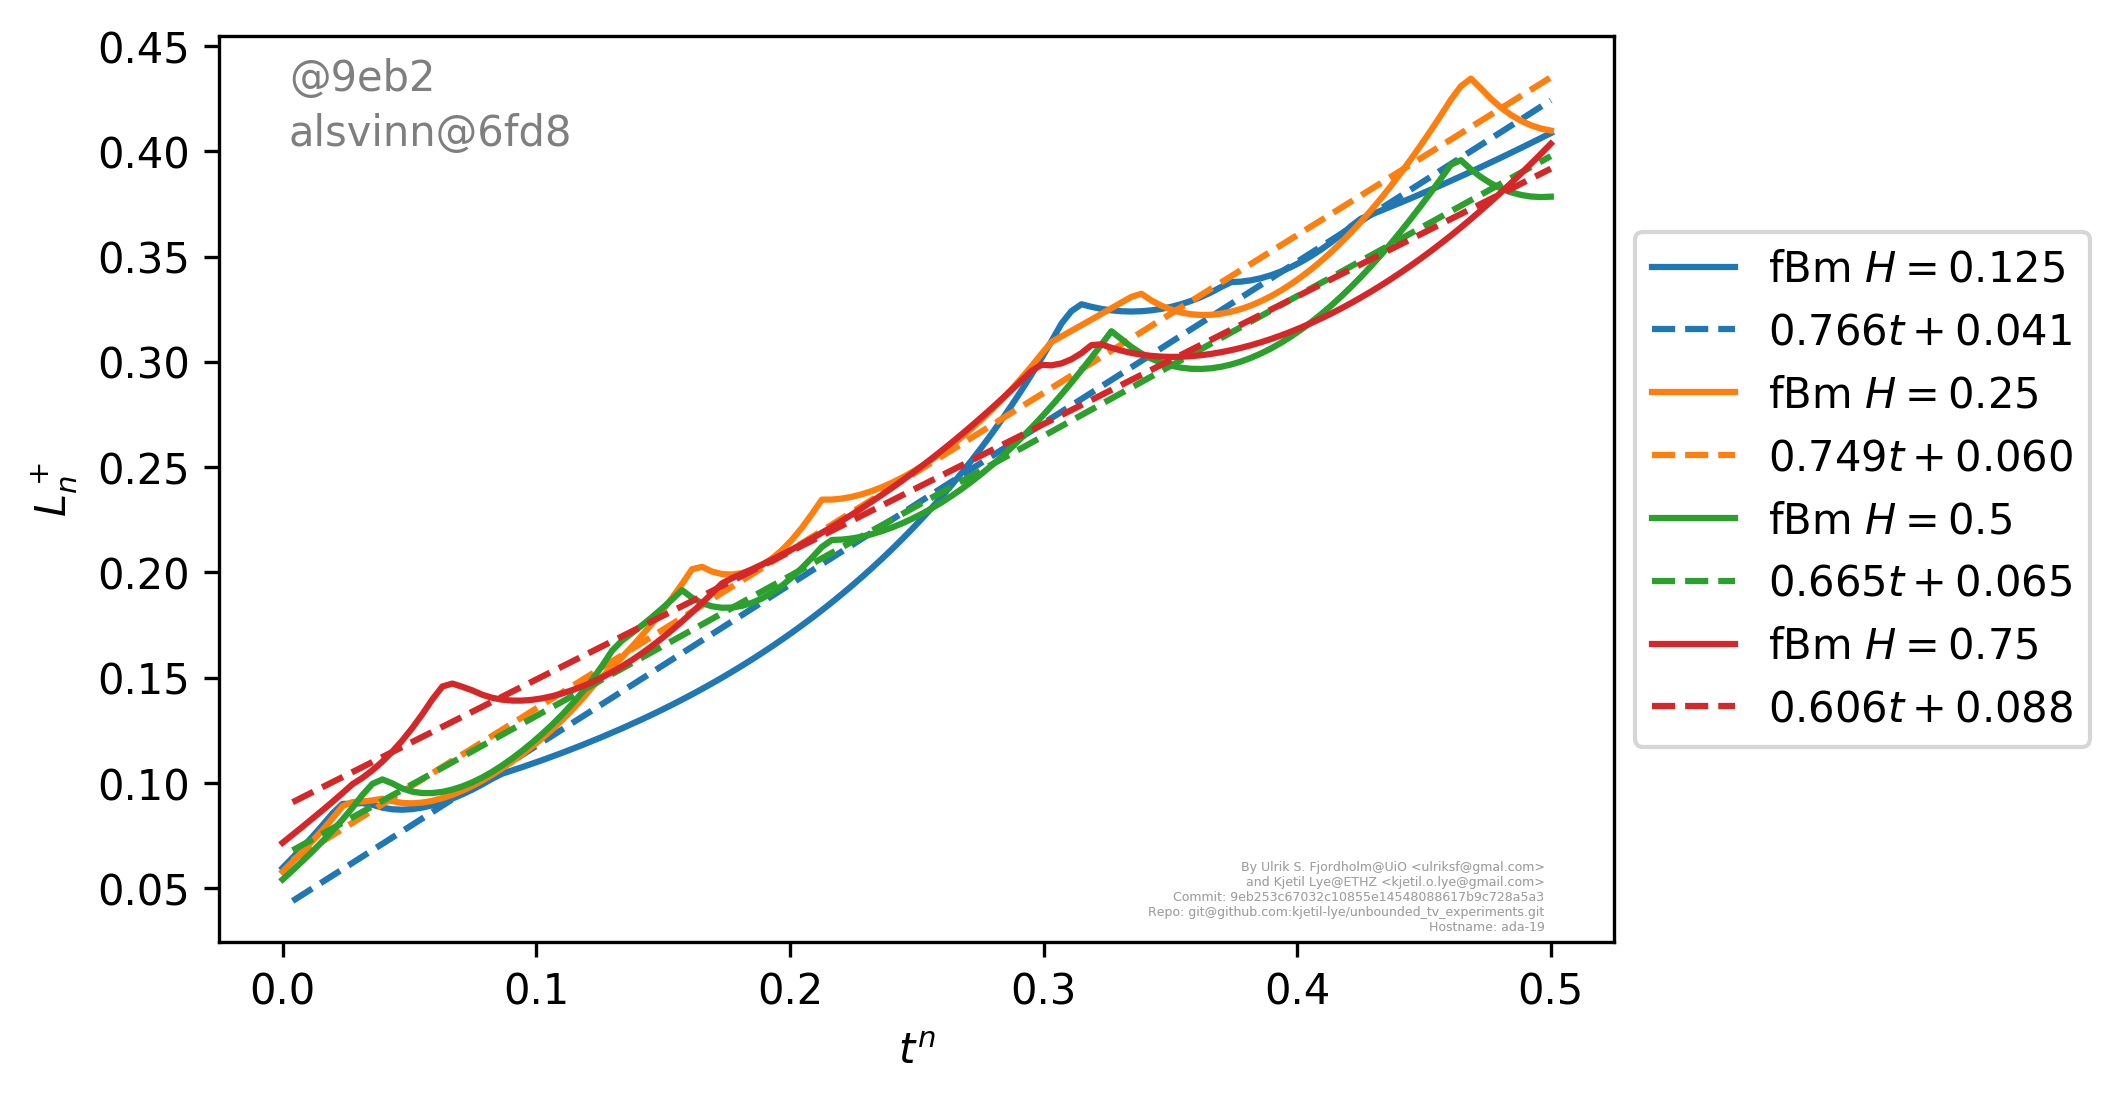 0.45
0.40
0.35
0.30
0.25
0.20
0.15
0.10
0.05
L_n^+
@9eb2
alsvinn@6fd8
By Ulrik S. Fjordholm@UiO <ulriksf@gmal.com>
and Kjetil Lye@ETHZ <kjetil.o.lye@gmail.com>
Commit: 9eb253c67032c10855e14548088617b9c728a5a3
Repo: git@github.com:kjetil-lye/unbounded_tv_experiments.git
Hostname: ada-19
0.0 0.1 0.2 0.3 0.4 0.5
t^n
fBm H = 0.125
0.766t + 0.041
fBm H = 0.25
0.749t + 0.060
fBm H = 0.5
0.665t + 0.065
fBm H = 0.75
0.606t + 0.088